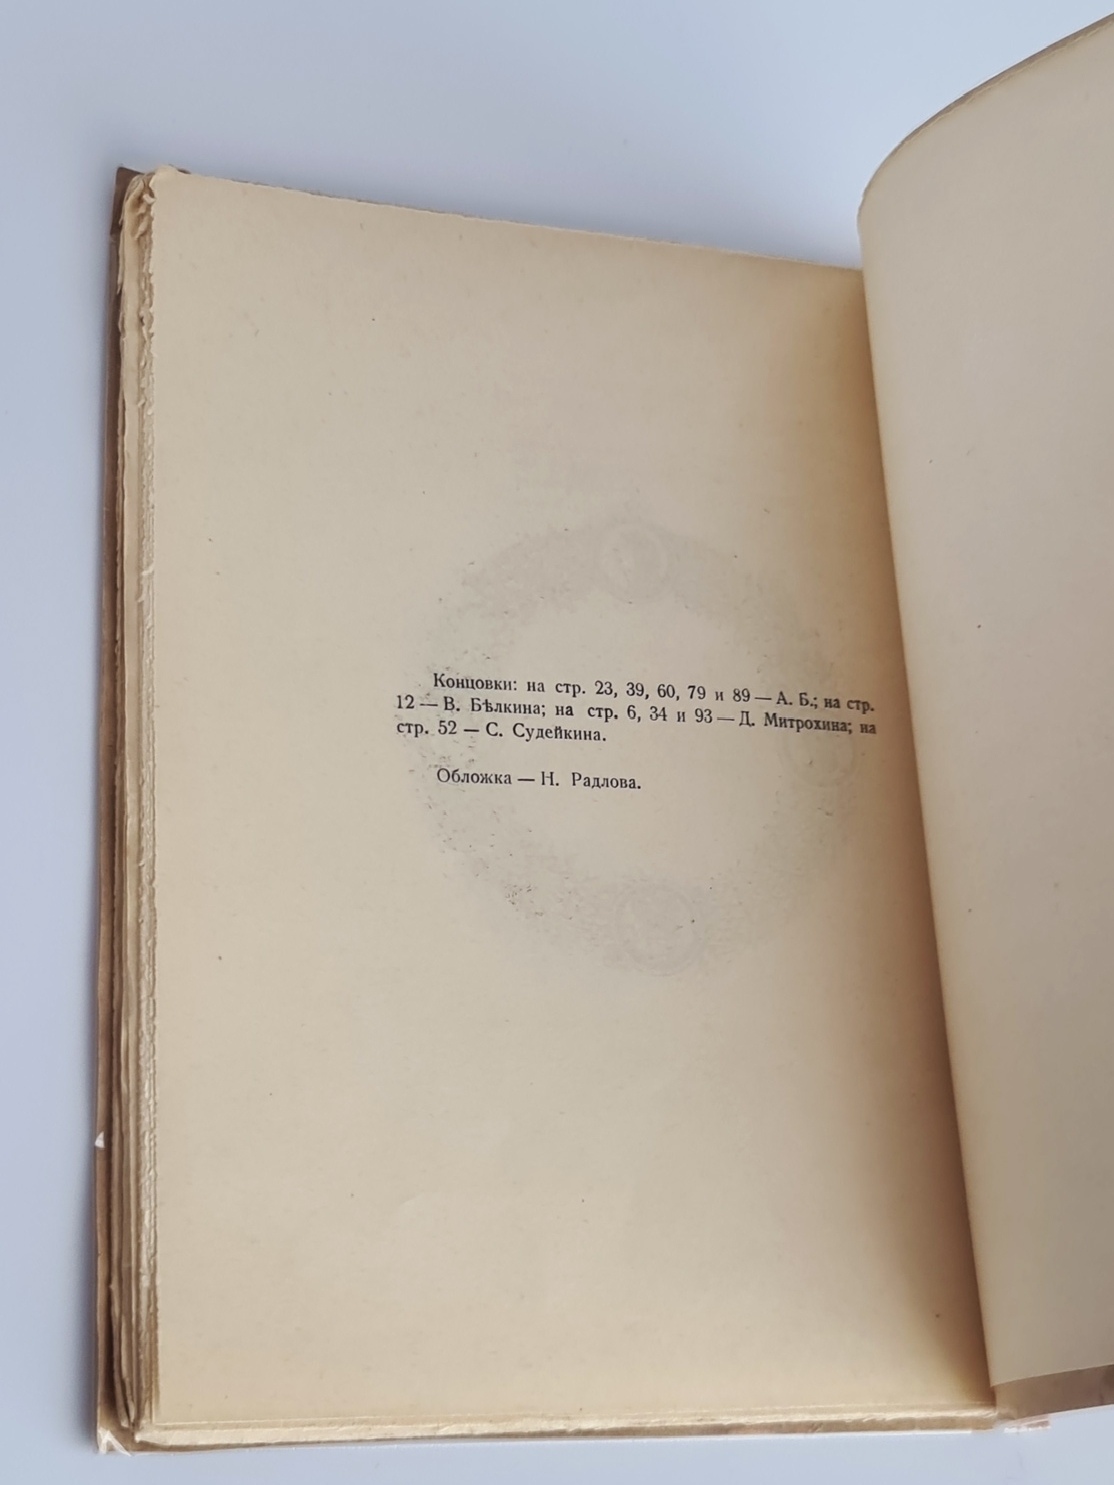 Концовки: на стр. 23, 39, 60, 79 и 89 — А. Б.; на стр.
12 — В. Бѣлкина; на стр. 6, 34 и 93 — Д. Митрохина; на
стр. 52 — С. Судейкина.
Обложка — Н. Радлова.